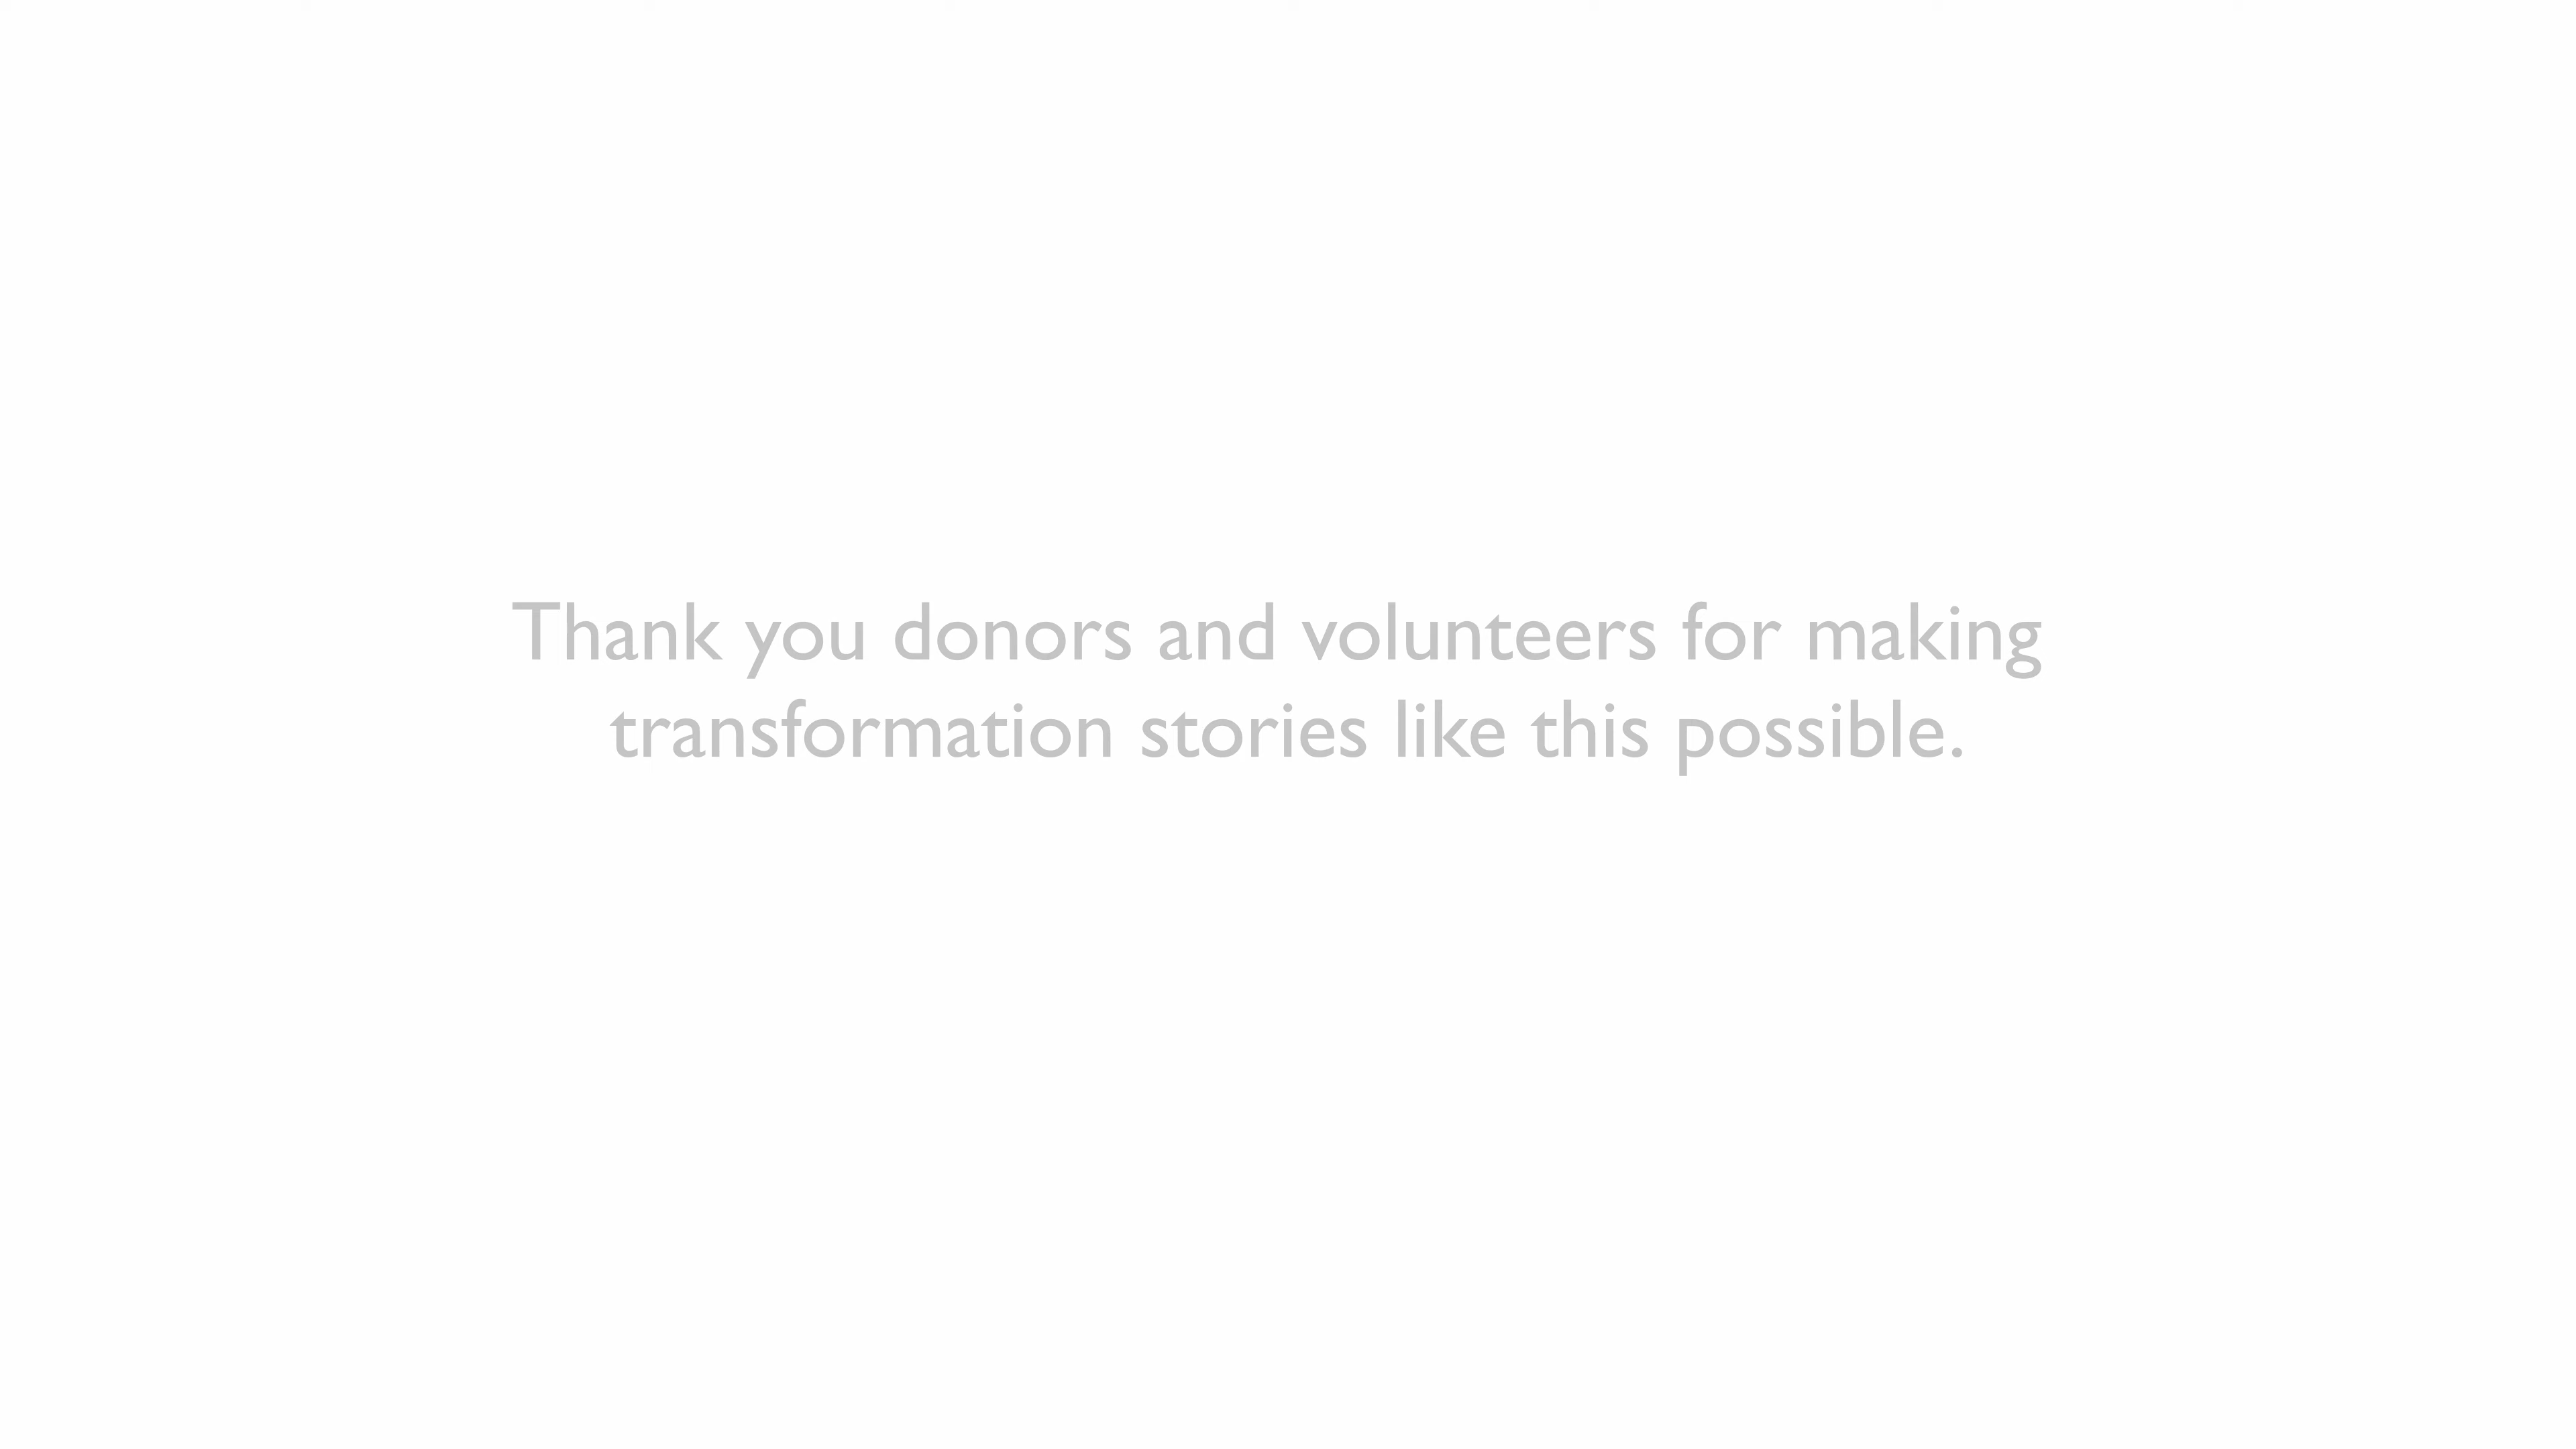 Thank you donors and volunteers for making
transformation stories like this possible.